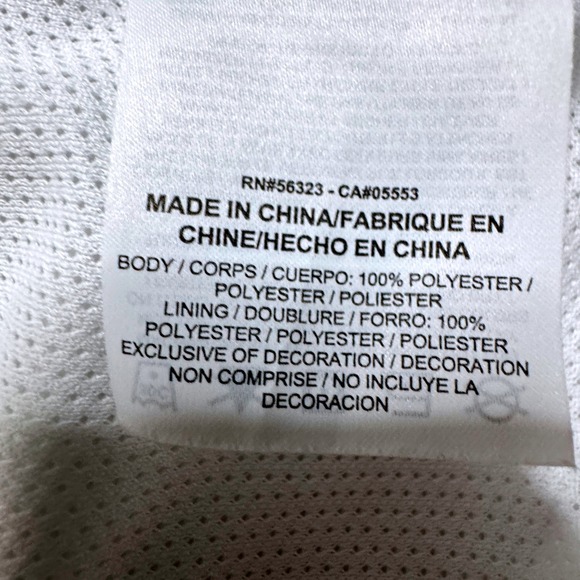 RN#56323 - CA#05553
MADE IN CHINA/FABRIQUE EN
CHINE/HECHO EN CHINA
BODY / CORPS / CUERPO: 100% POLYESTER /
POLYESTER / POLIESTER
LINING / DOUBLURE / FORRO: 100%
POLYESTER / POLYESTER / POLIESTER
EXCLUSIVE OF DECORATION / DECORATION
NON COMPRISE / NO INCLUYE LA
DECORACION